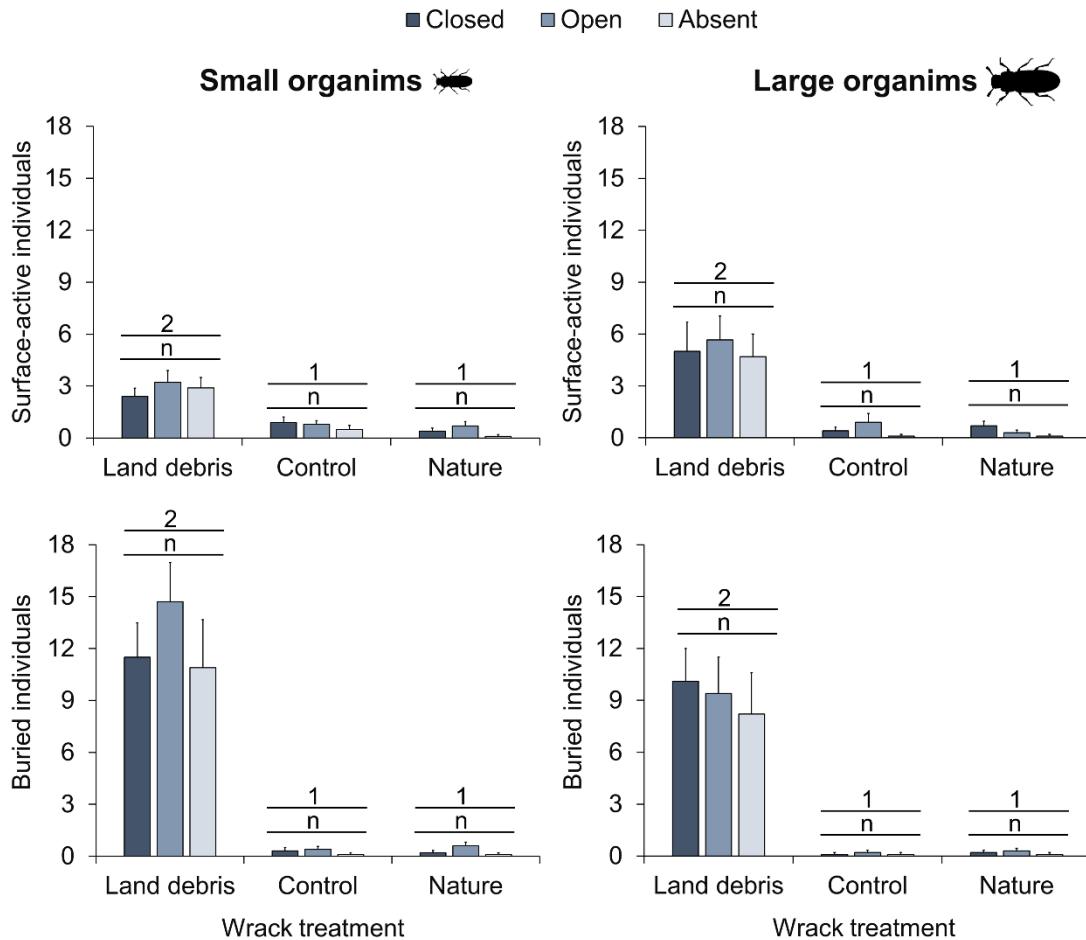 Closed Open Absent
Small organims
Large organims
Surface-active individuals
18
15
12
9
6
3
0
2
n
1
n
1
n
Land debris Control Nature
Surface-active individuals
18
15
12
9
6
3
0
2
n
1
n
1
n
Land debris Control Nature
Buried individuals
18
15
12
9
6
3
0
2
n
1
n
1
n
Land debris Control Nature
Wrack treatment
Buried individuals
18
15
12
9
6
3
0
2
n
1
n
1
n
Land debris Control Nature
Wrack treatment